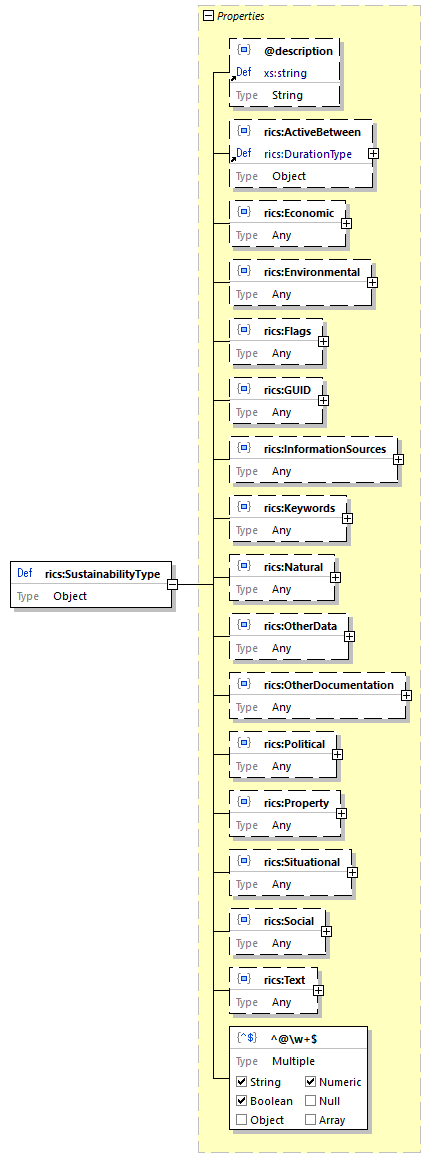 Properties
@description
Def xs:string
Type String
rics:ActiveBetween
Def rics:DurationType
Type Object
rics:Economic
Type Any
rics:Environmental
Type Any
rics:Flags
Type Any
rics:GUID
Type Any
rics:InformationSources
Type Any
rics:Keywords
Type Any
rics:Natural
Type Any
Def rics:SustainabilityType
Type Object
rics:OtherData
Type Any
rics:OtherDocumentation
Type Any
rics:Political
Type Any
rics:Property
Type Any
rics:Situational
Type Any
rics:Social
Type Any
rics:Text
Type Any
{^$} ^@\w+$
Type Multiple
String Numeric
Boolean Null
Object Array